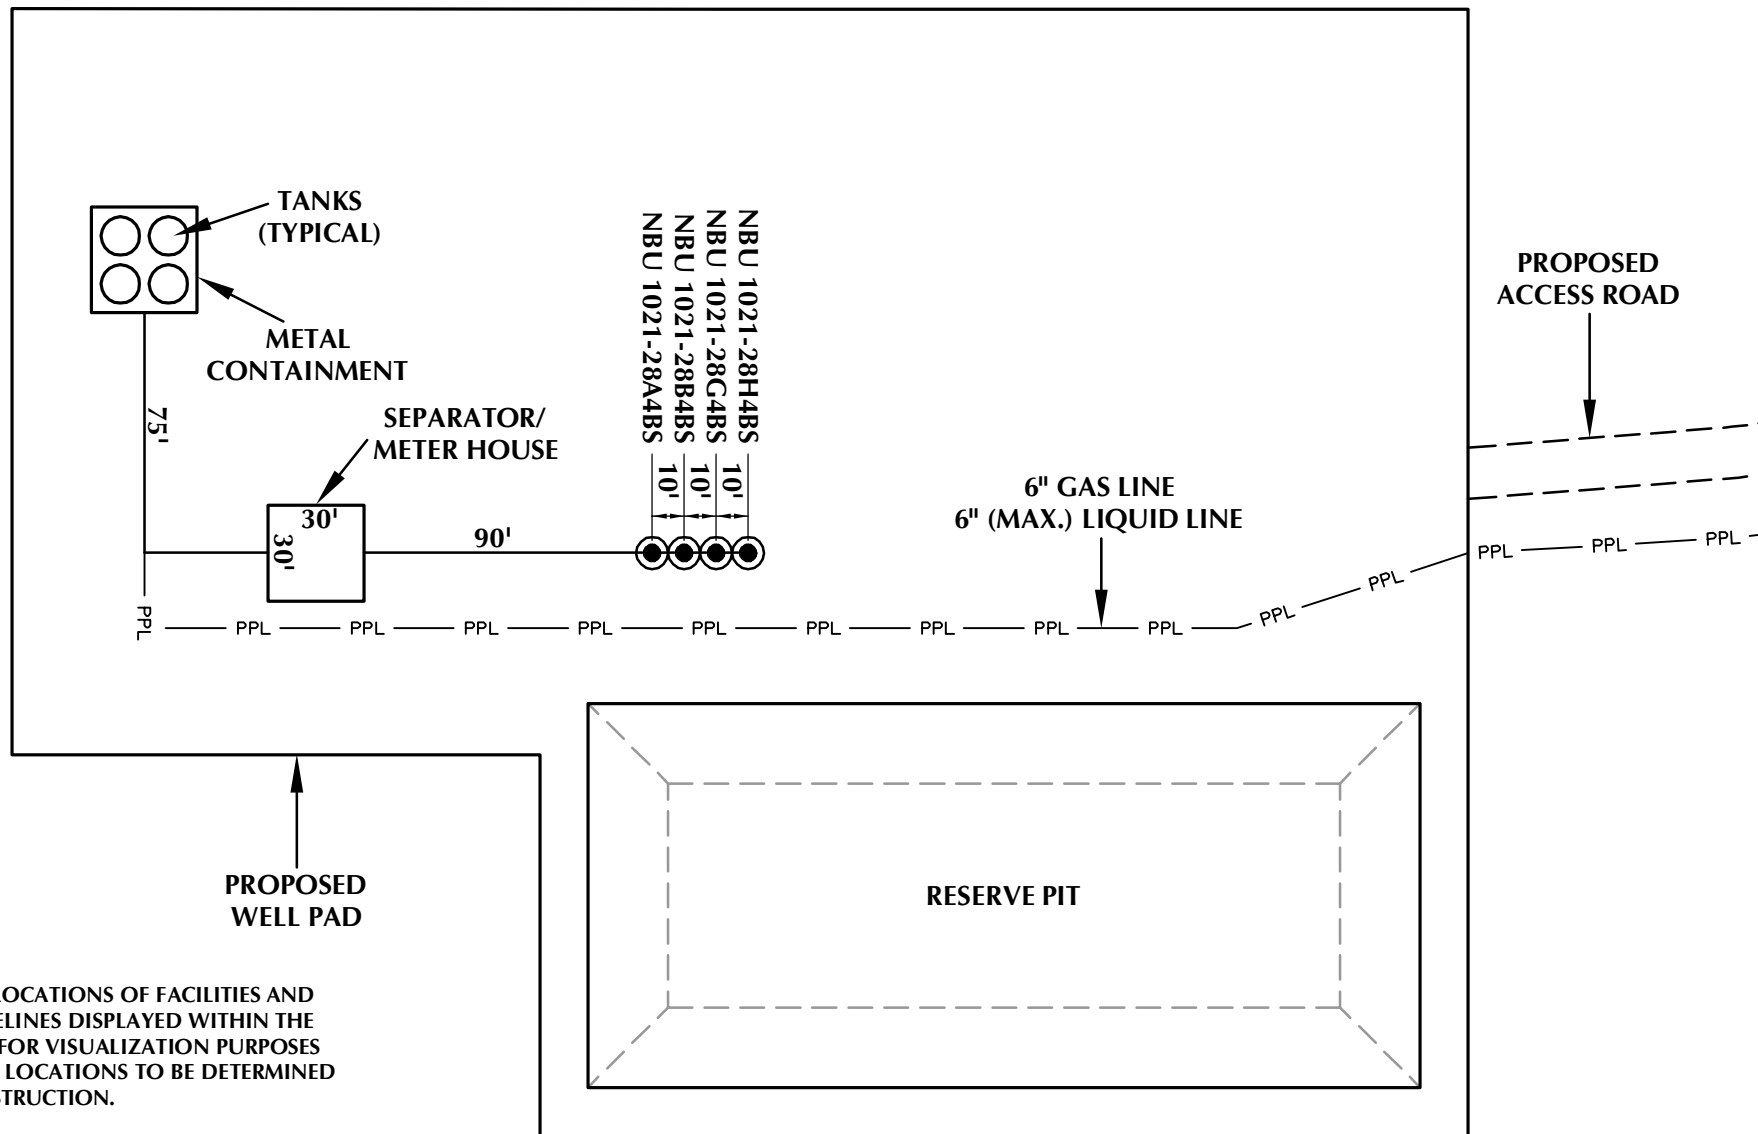 TANKS
(TYPICAL)
METAL
CONTAINMENT
75'
SEPARATOR/
METER HOUSE
30'
30'
90'
NBU 1021-28A4BS
NBU 1021-28B4BS
NBU 1021-28G4BS
NBU 1021-28H4BS
10'
10'
10'
6" GAS LINE
6" (MAX.) LIQUID LINE
PROPOSED
ACCESS ROAD
PPL
PPL PPL PPL PPL PPL PPL PPL PPL PPL PPL PPL PPL PPL PPL
PROPOSED
WELL PAD
RESERVE PIT
LOCATIONS OF FACILITIES AND
ELINES DISPLAYED WITHIN THE
FOR VISUALIZATION PURPOSES
LOCATIONS TO BE DETERMINED
STRUCTION.